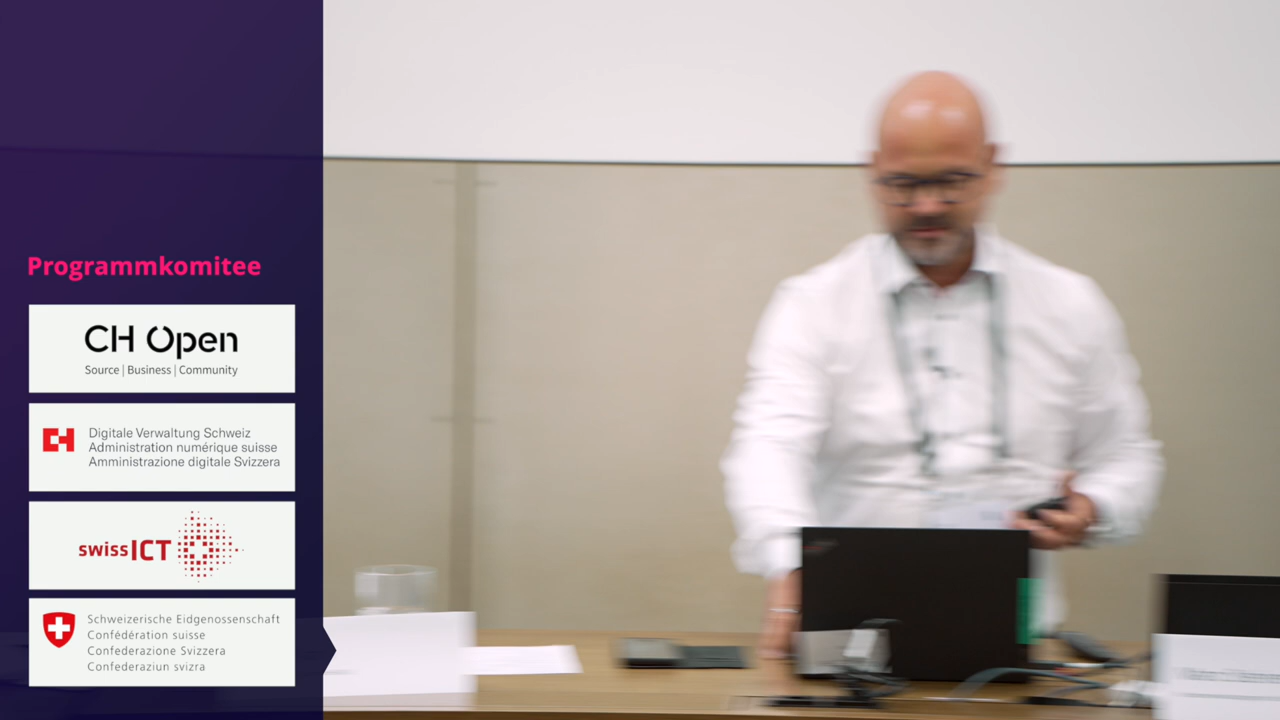 Programmkomitee
CH Open
Source | Business | Community
Digitale Verwaltung Schweiz
Administration numérique suisse
Amministrazione digitale Svizzera
swissICT
Schweizerische Eidgenossenschaft
Confédération suisse
Confederazione Svizzera
Confederaziun svizra